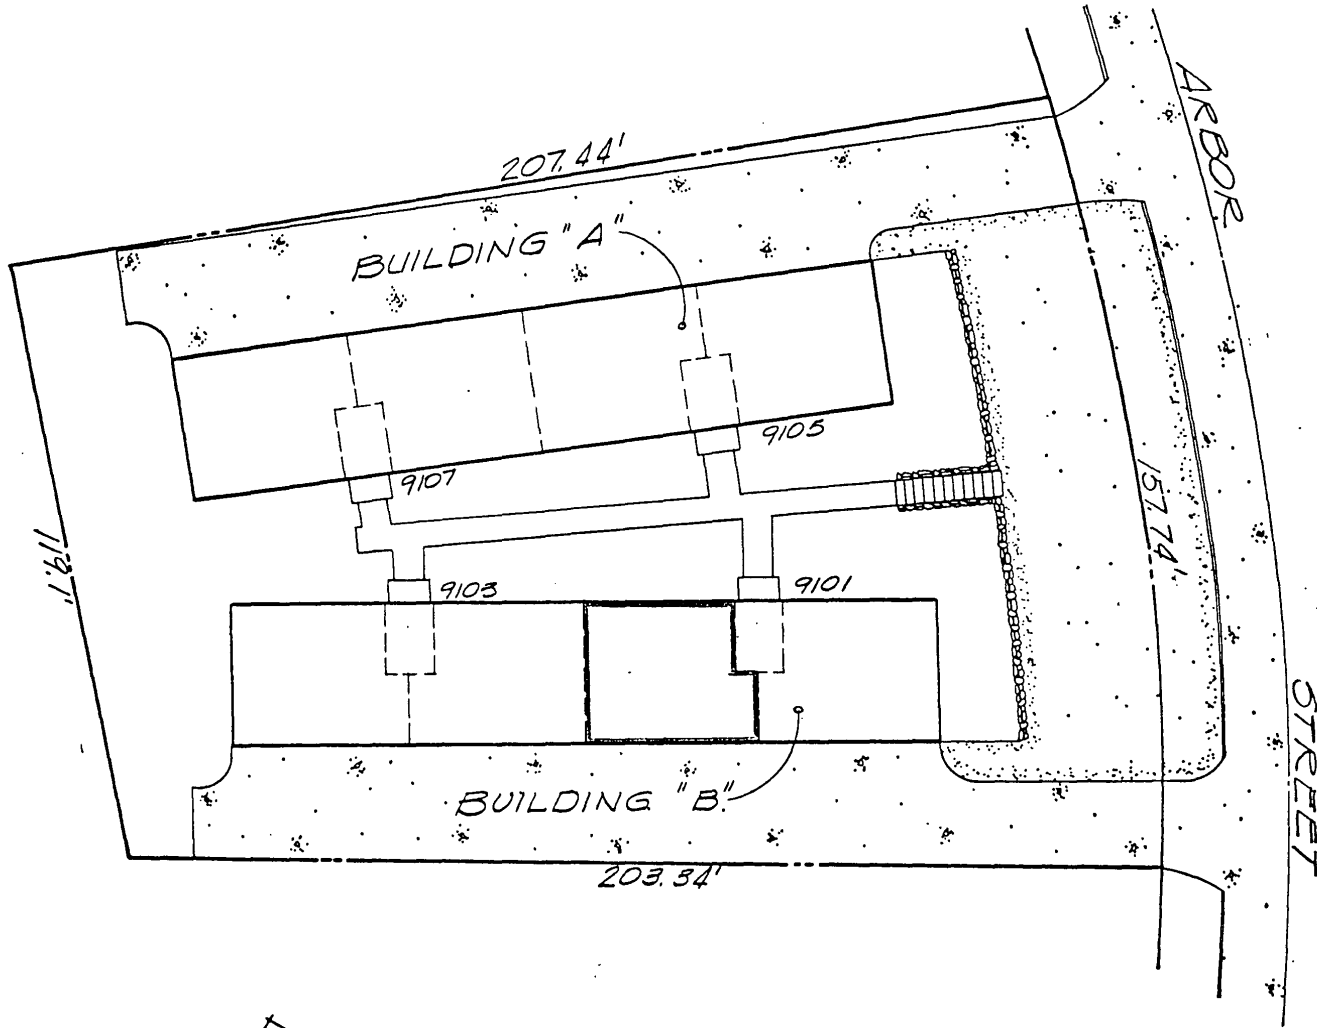 ARBOR
207.44'
BUILDING "A"
9105
9107
157.74'
119.1'
9103
9101
BUILDING "B"
STREET
203.34'